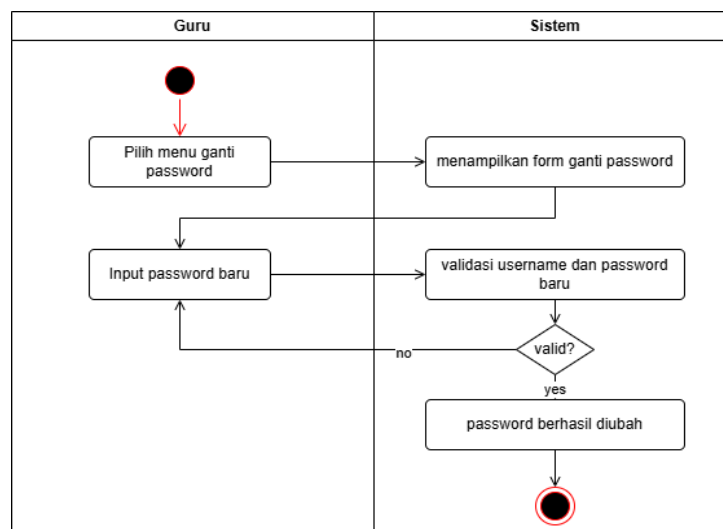 Guru
Sistem
Pilih menu ganti
password
menampilkan form ganti password
Input password baru
validasi username dan password
baru
valid?
no
yes
password berhasil diubah